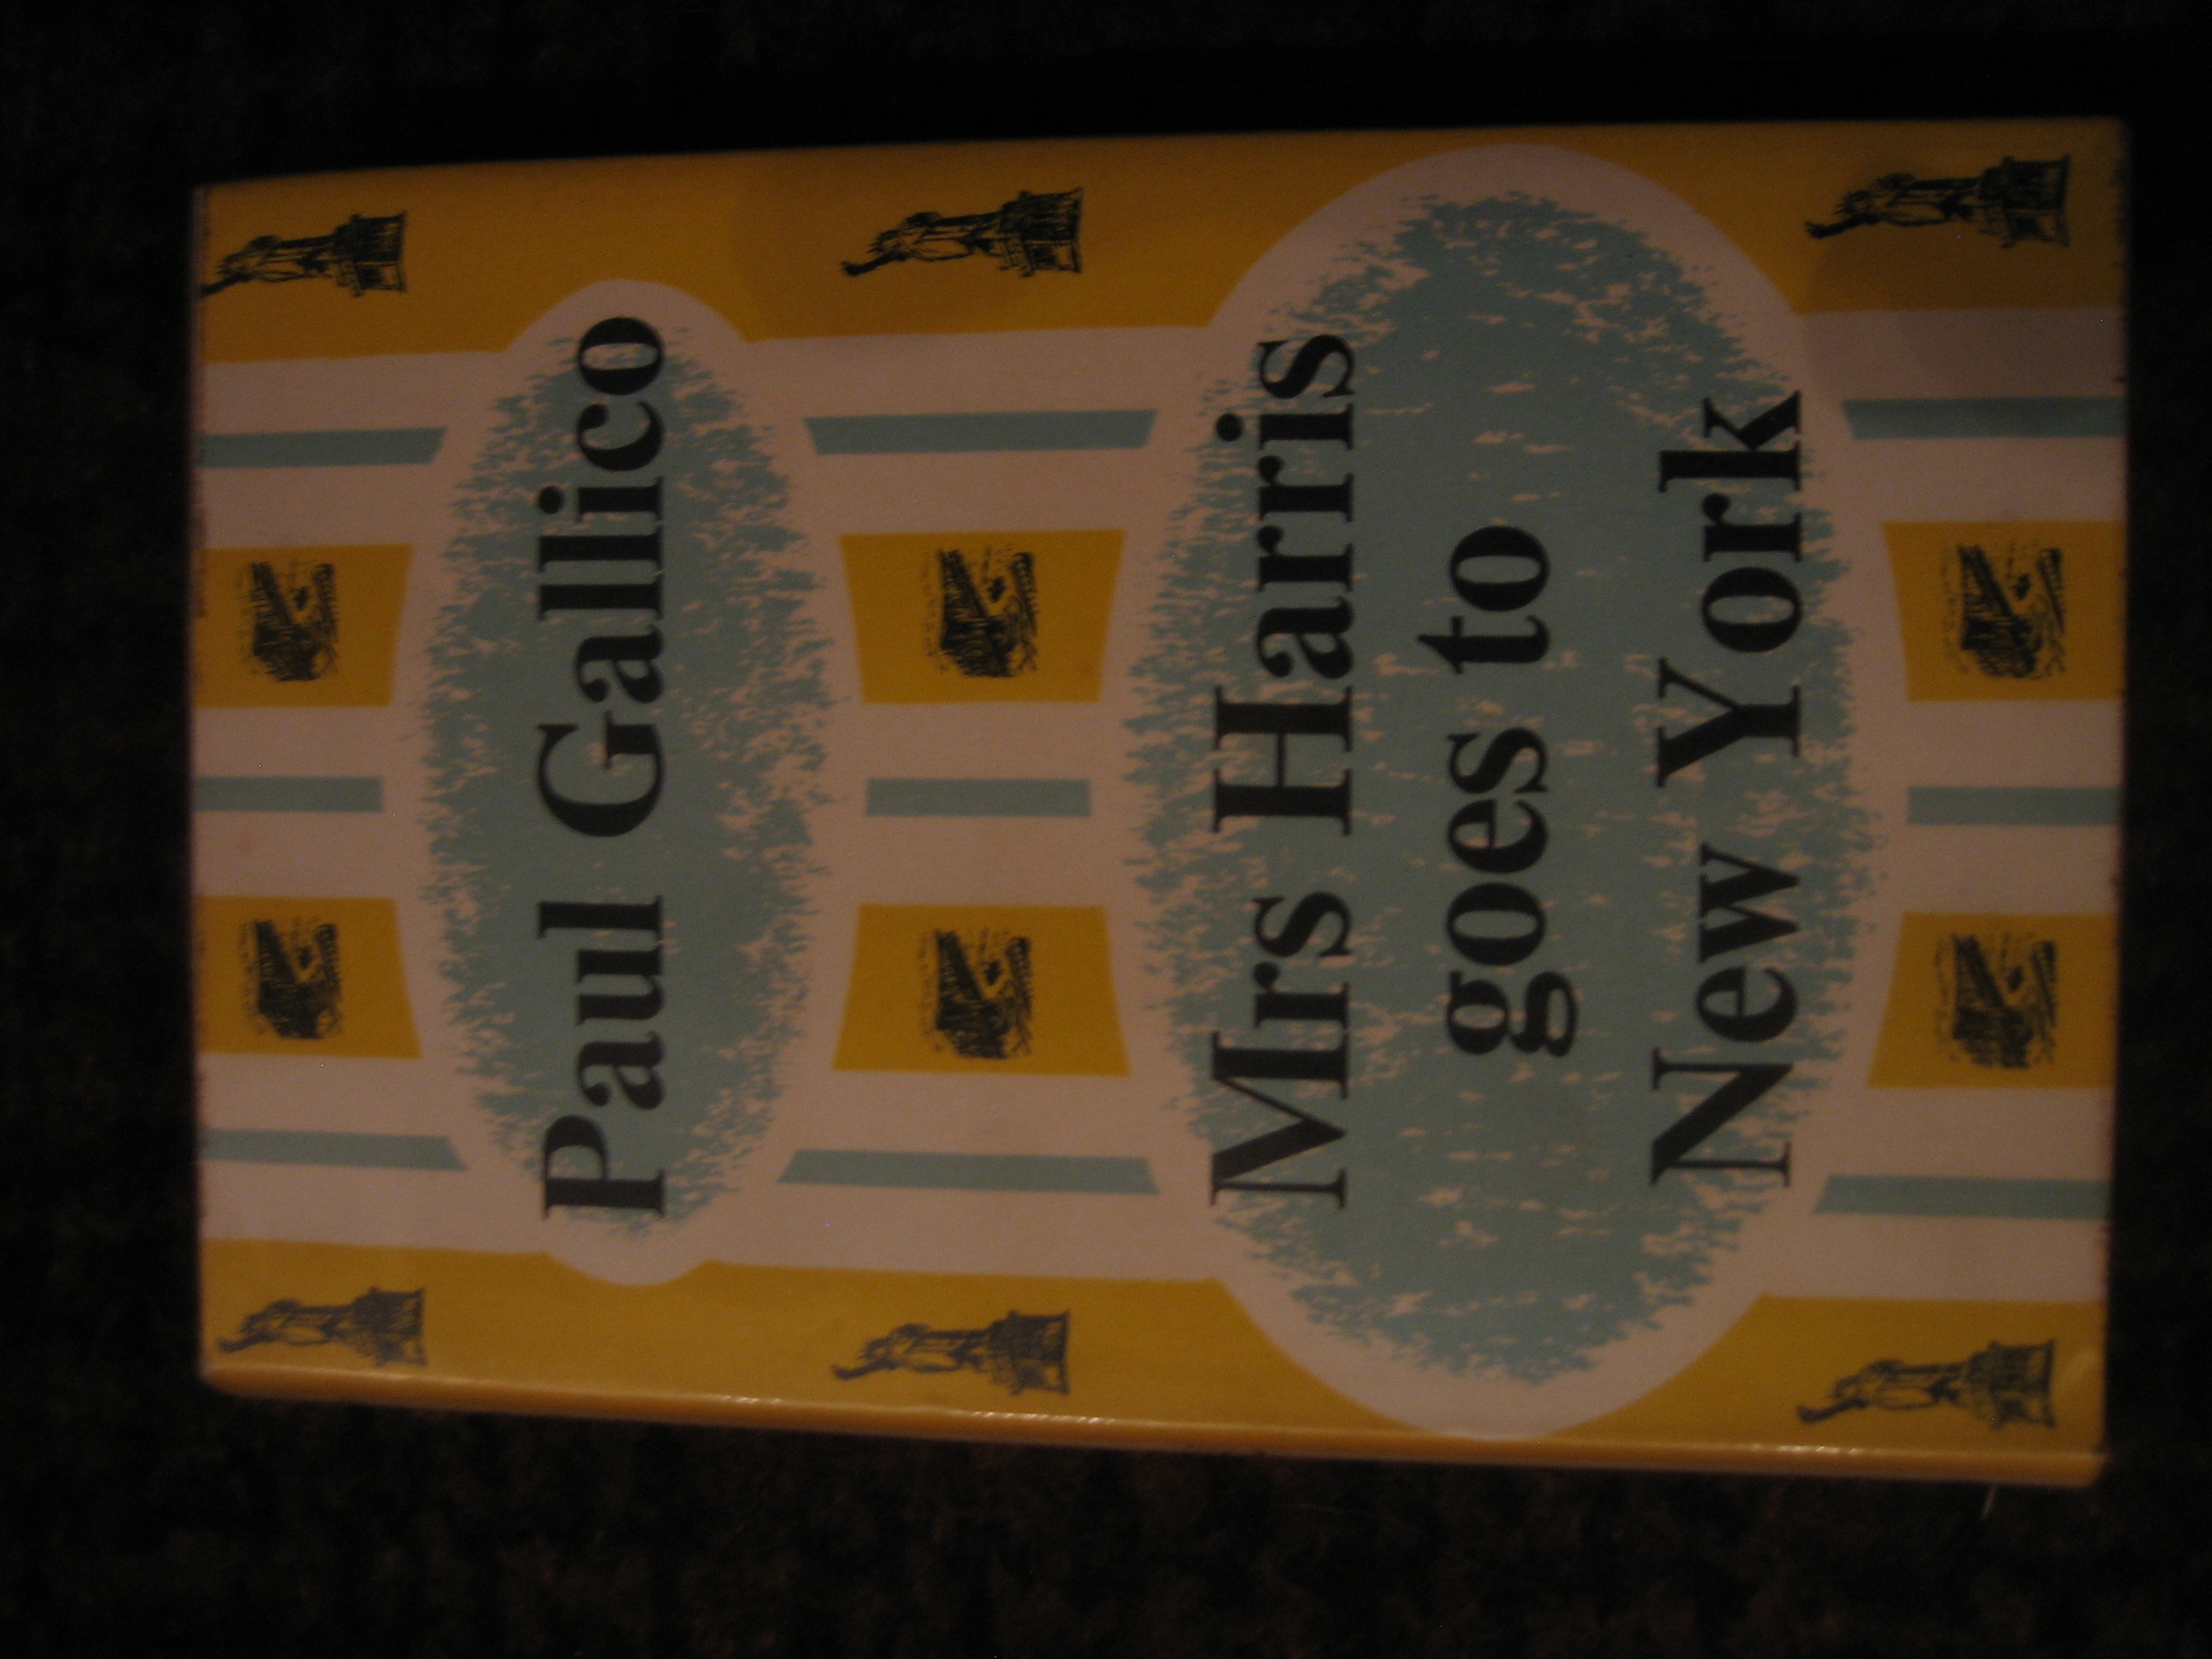 Paul Gallico
Mrs Harris
goes to
New York